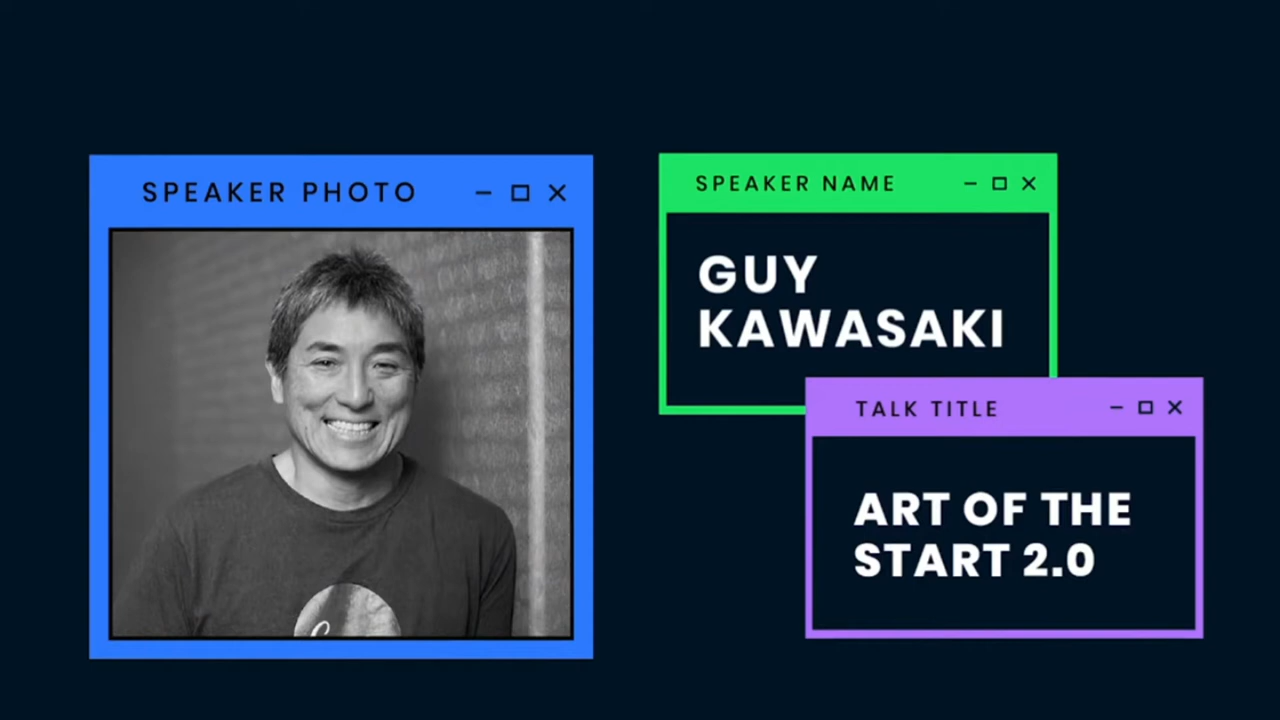 SPEAKER PHOTO
SPEAKER NAME
GUY
KAWASAKI
TALK TITLE
ART OF THE
START 2.0